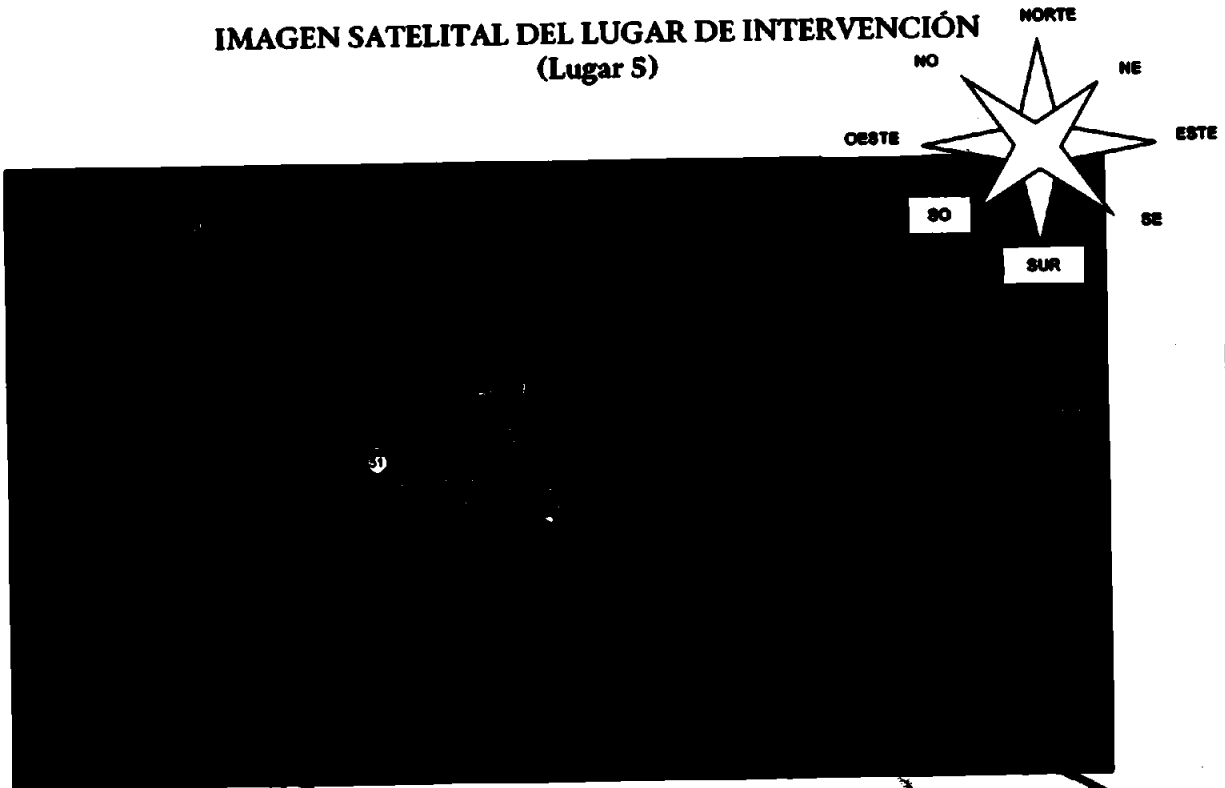 IMAGEN SATELITAL DEL LUGAR DE INTERVENCIÓN
(Lugar 5)
NORTE
NO
NE
OESTE
ESTE
SO
SE
SUR